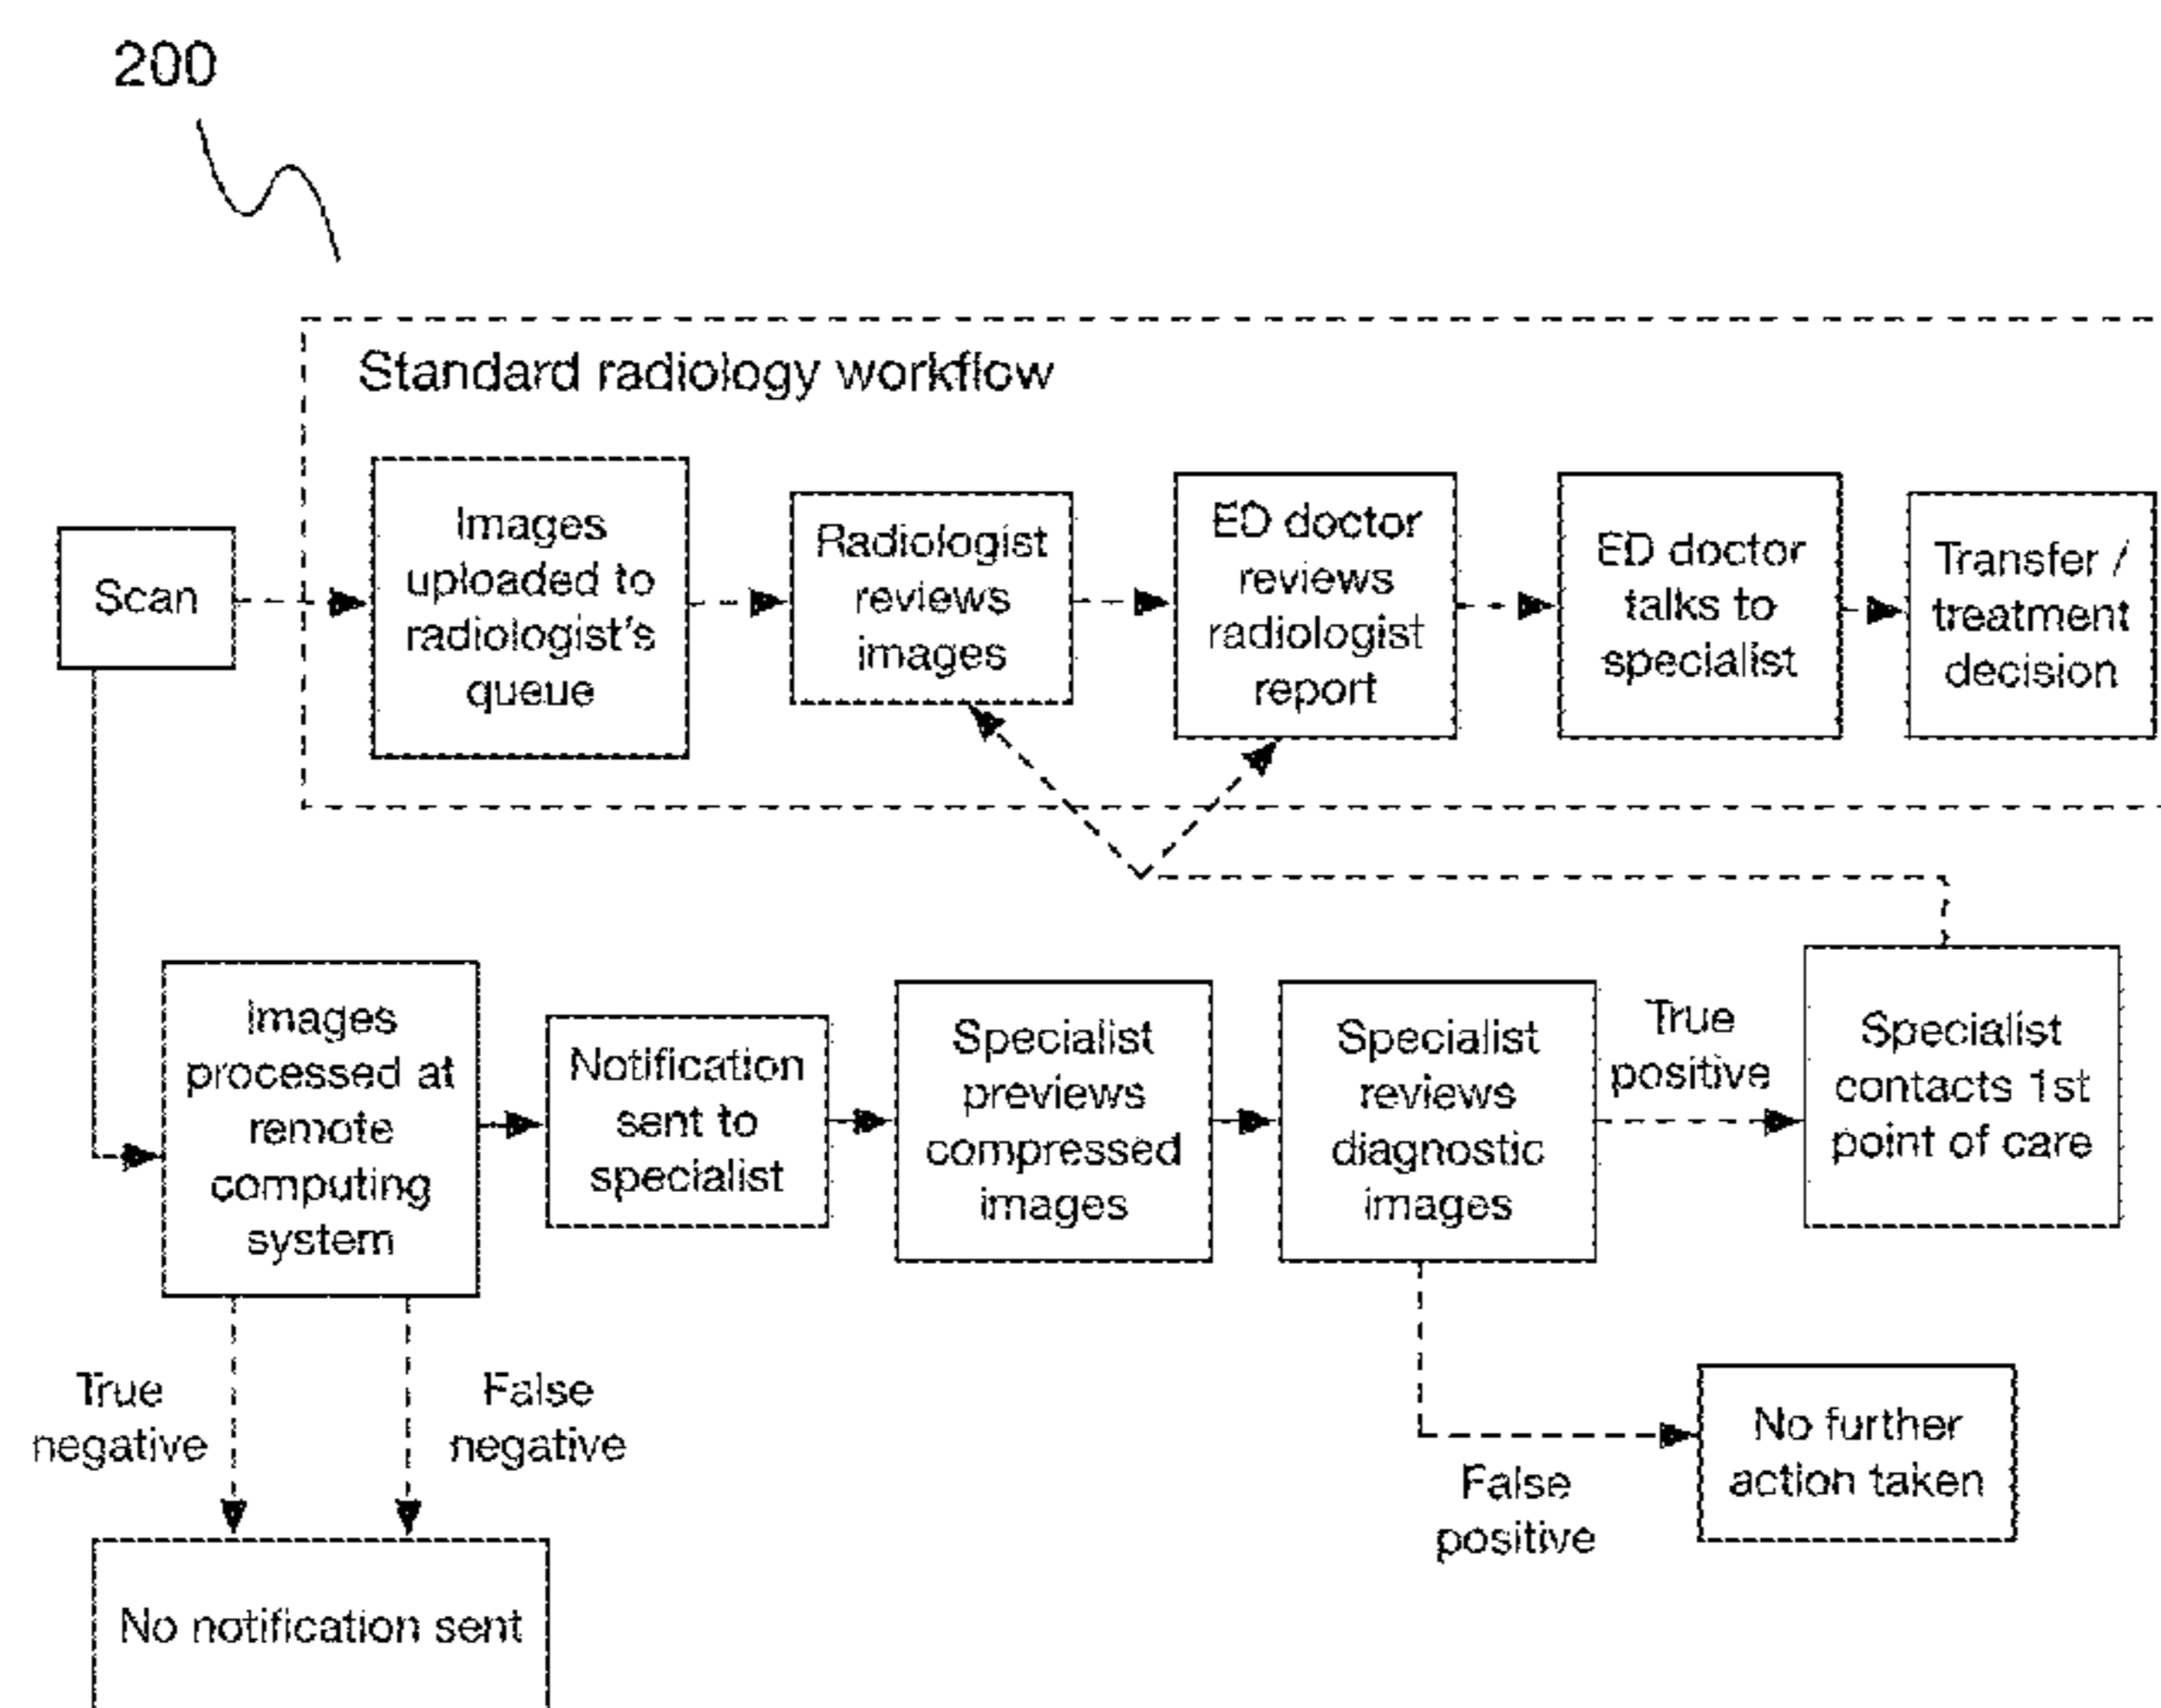 200
Standard radiology workflow
Scan
Images
uploaded to
radiologist's
queue
Radiologist
reviews
images
ED doctor
reviews
radiologist
report
ED doctor
talks to
specialist
Transfer /
treatment
decision
Images
processed at
remote
computing
system
Notification
sent to
specialist
Specialist
previews
compressed
images
Specialist
reviews
diagnostic
images
True
positive
Specialist
contacts 1st
point of care
True
negative
False
negative
False
positive
No further
action taken
No notification sent